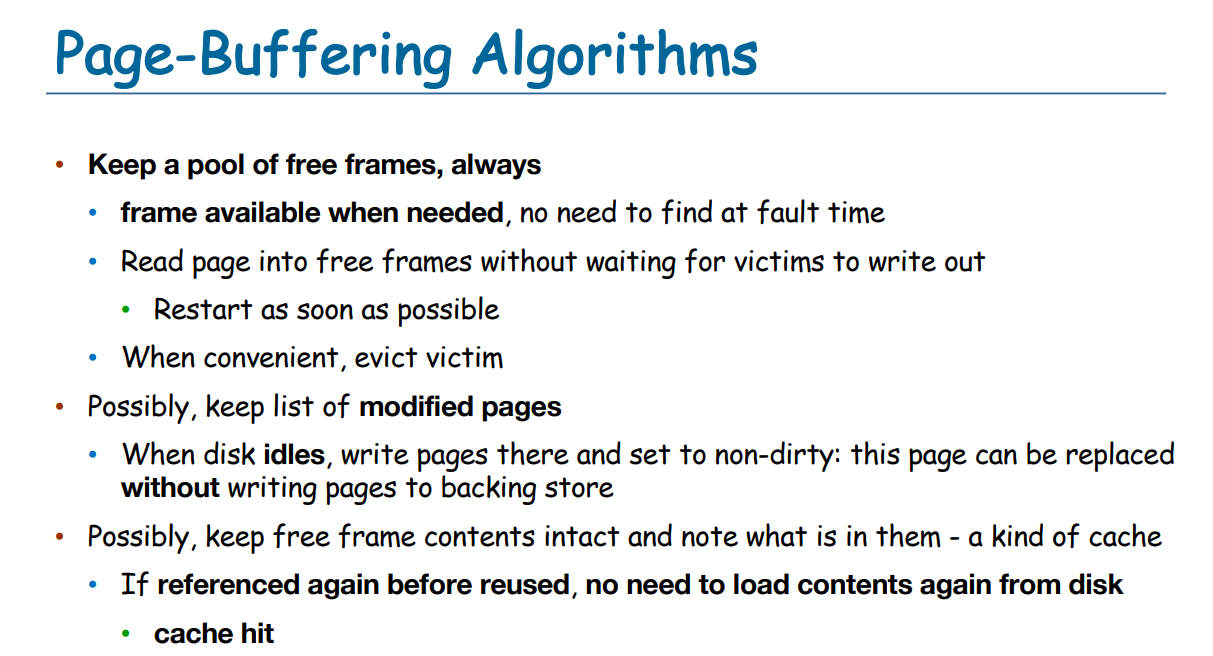 Page-Buffering Algorithms
• Keep a pool of free frames, always
• frame available when needed, no need to find at fault time
• Read page into free frames without waiting for victims to write out
• Restart as soon as possible
• When convenient, evict victim
• Possibly, keep list of modified pages
• When disk idles, write pages there and set to non-dirty: this page can be replaced
without writing pages to backing store
• Possibly, keep free frame contents intact and note what is in them - a kind of cache
• If referenced again before reused, no need to load contents again from disk
• cache hit